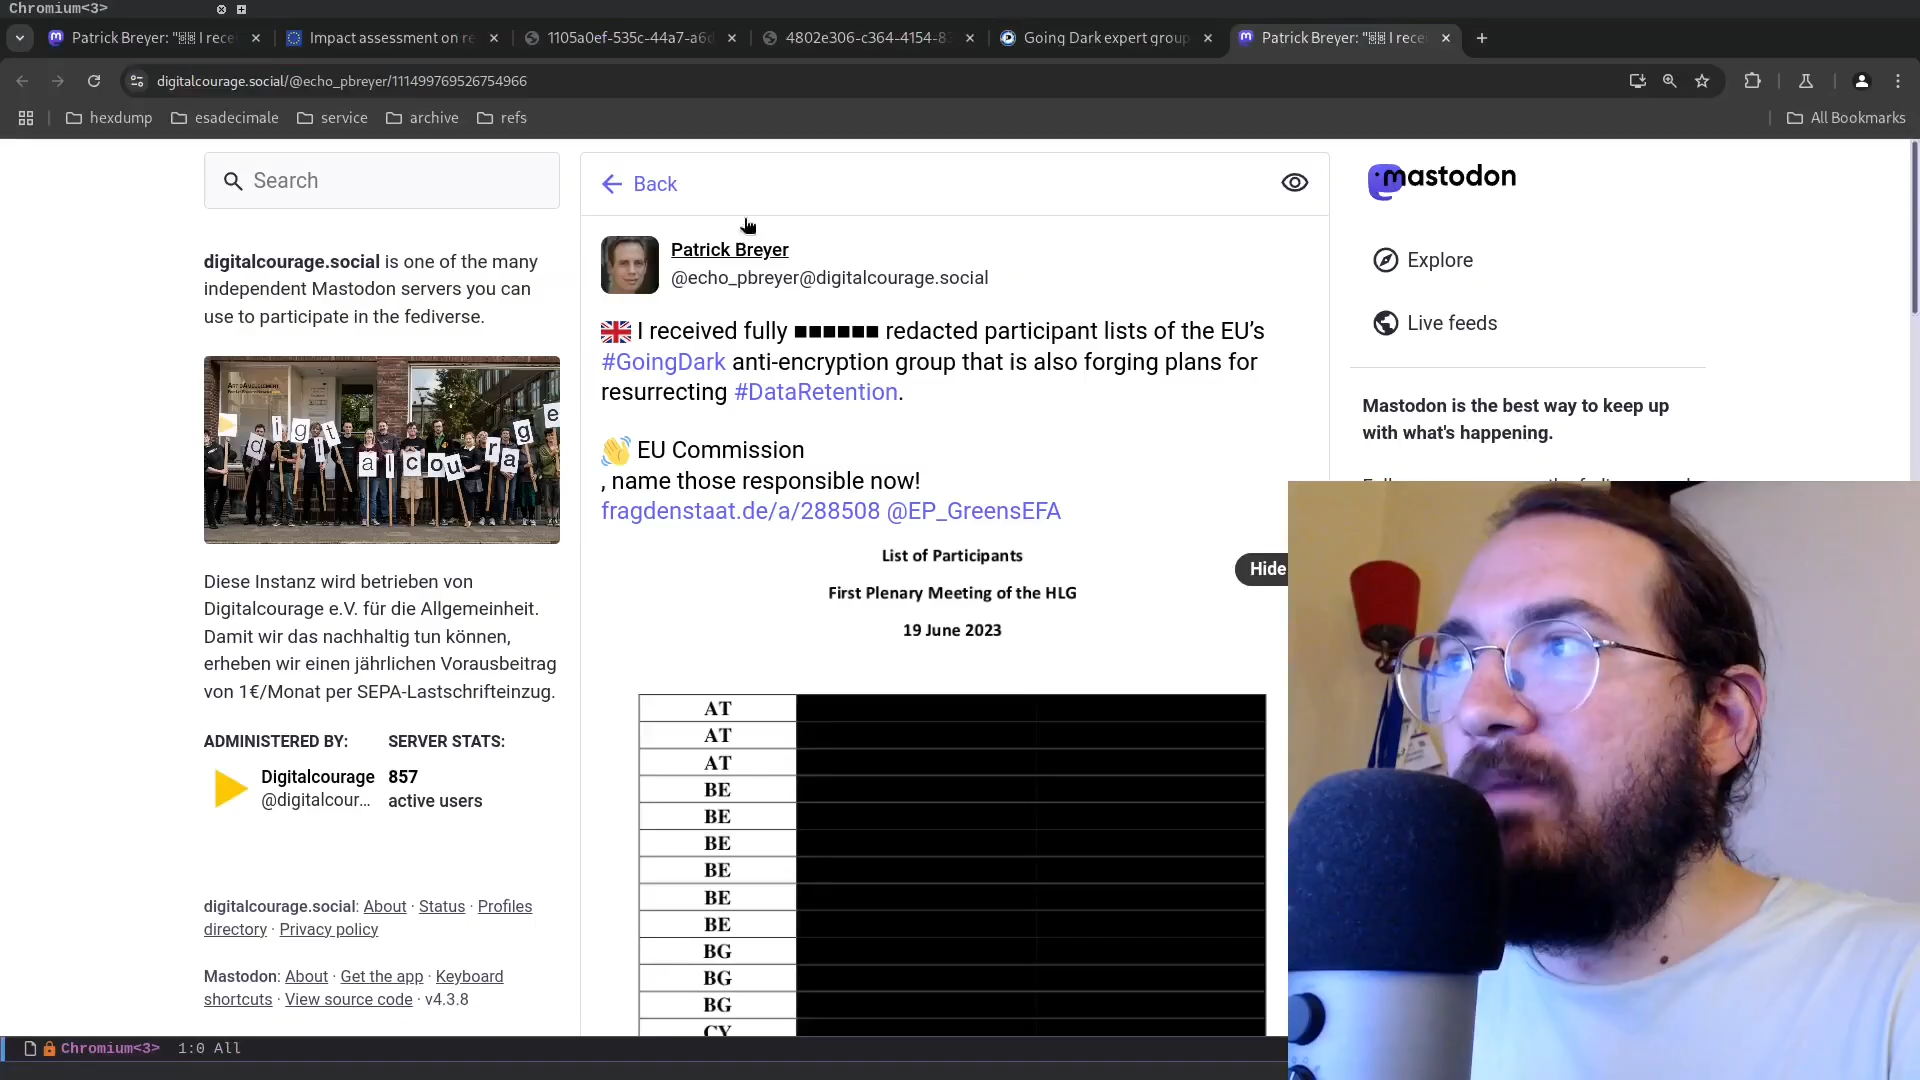 Chromium<3>
Patrick Breyer: "I rece
Impact assessment on re
1105a0ef-535c-44a7-a6d
4802e306-c364-4154-8
Going Dark expert group
Patrick Breyer: "I rece
digitalcourage.social/@echo_pbreyer/111499769526754966
hexdump
esadecimale
service
archive
refs
All Bookmarks
Search
digitalcourage.social is one of the many
independent Mastodon servers you can
use to participate in the fediverse.
d i g i t a l c o u r a g e
Diese Instanz wird betrieben von
Digitalcourage e.V. für die Allgemeinheit.
Damit wir das nachhaltig tun können,
erheben wir einen jährlichen Vorausbeitrag
von 1€/Monat per SEPA-Lastschrifteinzug.
ADMINISTERED BY:
SERVER STATS:
Digitalcourage
@digitalcour...
857
active users
digitalcourage.social: About · Status · Profiles
directory · Privacy policy
Mastodon: About · Get the app · Keyboard
shortcuts · View source code · v4.3.8
Back
Patrick Breyer
@echo_pbreyer@digitalcourage.social
🇬🇧 I received fully ■■■■■■ redacted participant lists of the EU’s
#GoingDark anti-encryption group that is also forging plans for
resurrecting #DataRetention.
👋 EU Commission
, name those responsible now!
fragdenstaat.de/a/288508 @EP_GreensEFA
List of Participants
First Plenary Meeting of the HLG
19 June 2023
Hide
AT
AT
AT
BE
BE
BE
BE
BE
BE
BG
BG
BG
CY
mastodon
Explore
Live feeds
Mastodon is the best way to keep up
with what's happening.
Chromium<3> 1:0 All